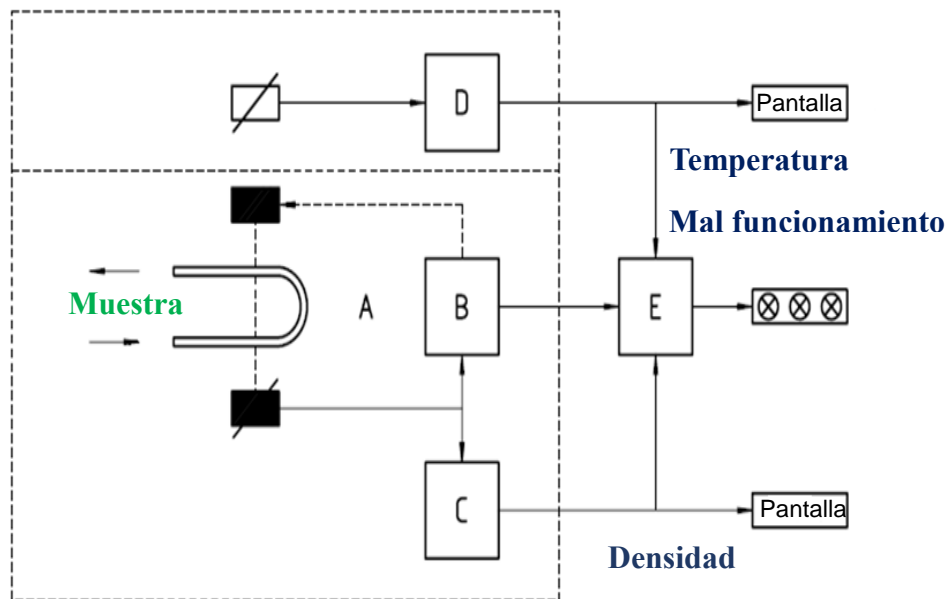 D
Pantalla
Temperatura
Mal funcionamiento
Muestra
A
B
E
C
Pantalla
Densidad